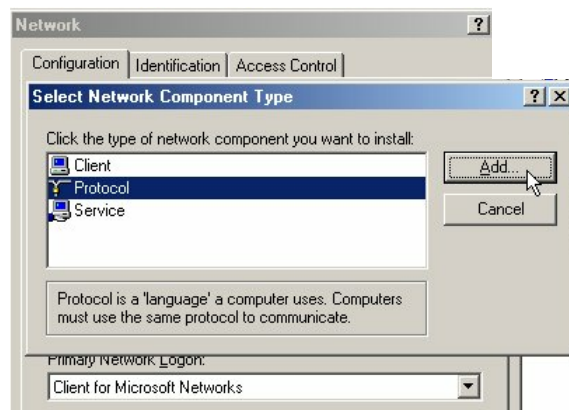 Network
Configuration Identification Access Control
Select Network Component Type
Click the type of network component you want to install:
Client
Add...
Protocol
Service
Cancel
Protocol is a 'language' a computer uses. Computers
must use the same protocol to communicate.
Primary Network Logon:
Client for Microsoft Networks